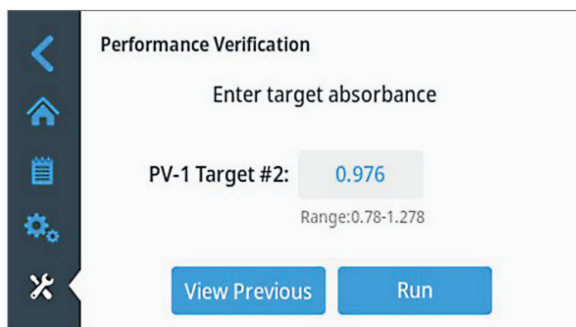 Performance Verification
Enter target absorbance
PV-1 Target #2: 0.976
Range:0.78-1.278
View Previous Run